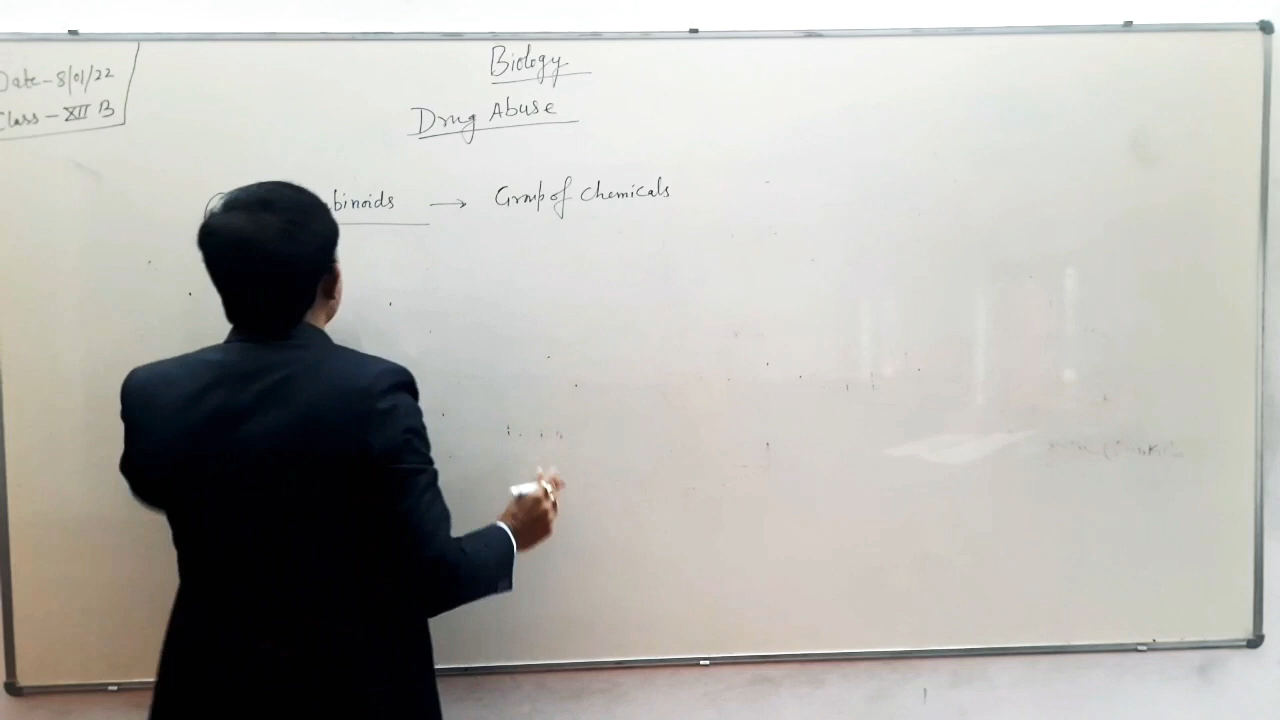 Biology
Date-8/01/22
Class-XII B
Drug Abuse
binoids → Group of Chemicals